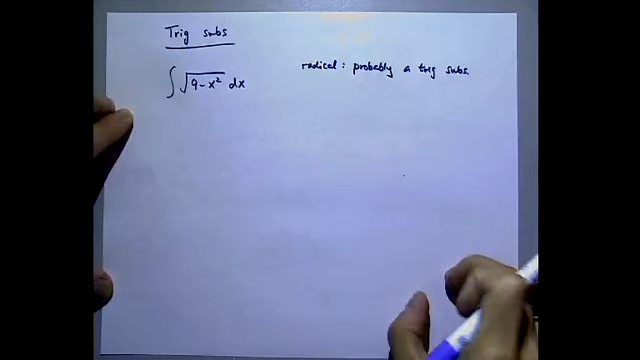 Trig subs
∫√(9-x²) dx
radical: probably a trig subs.